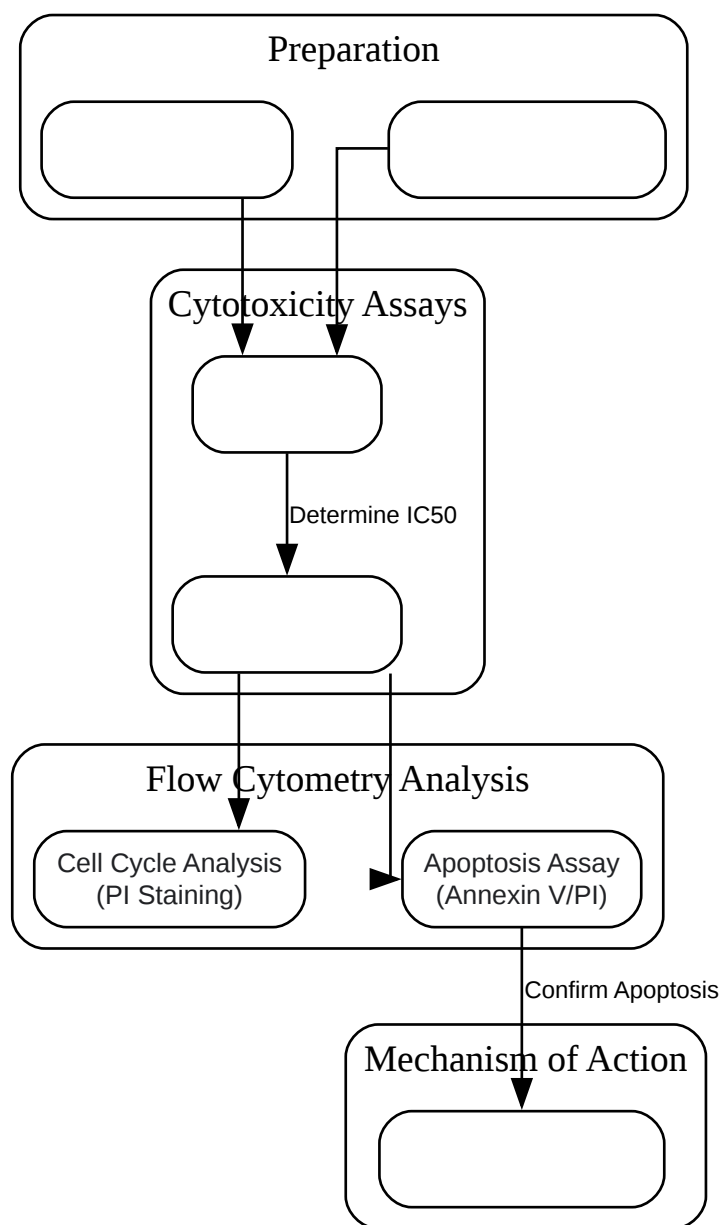 Preparation
Cytotoxicity Assays
Determine IC50
Flow Cytometry Analysis
Cell Cycle Analysis
(PI Staining)
Apoptosis Assay
(Annexin V/PI)
Confirm Apoptosis
Mechanism of Action